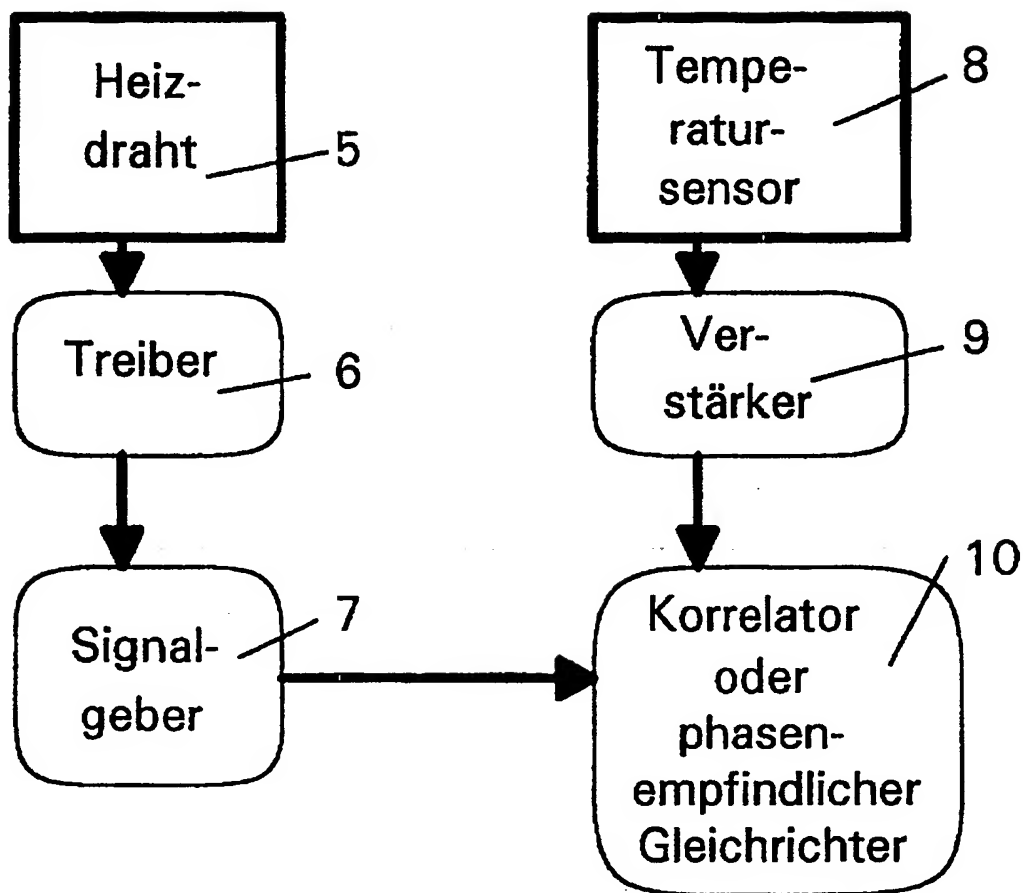 Heiz-
draht
5
Tempe-
ratur-
sensor
8
Treiber
6
Ver-
stärker
9
Signal-
geber
7
Korrelator
oder
phasen-
empfindlicher
Gleichrichter
10